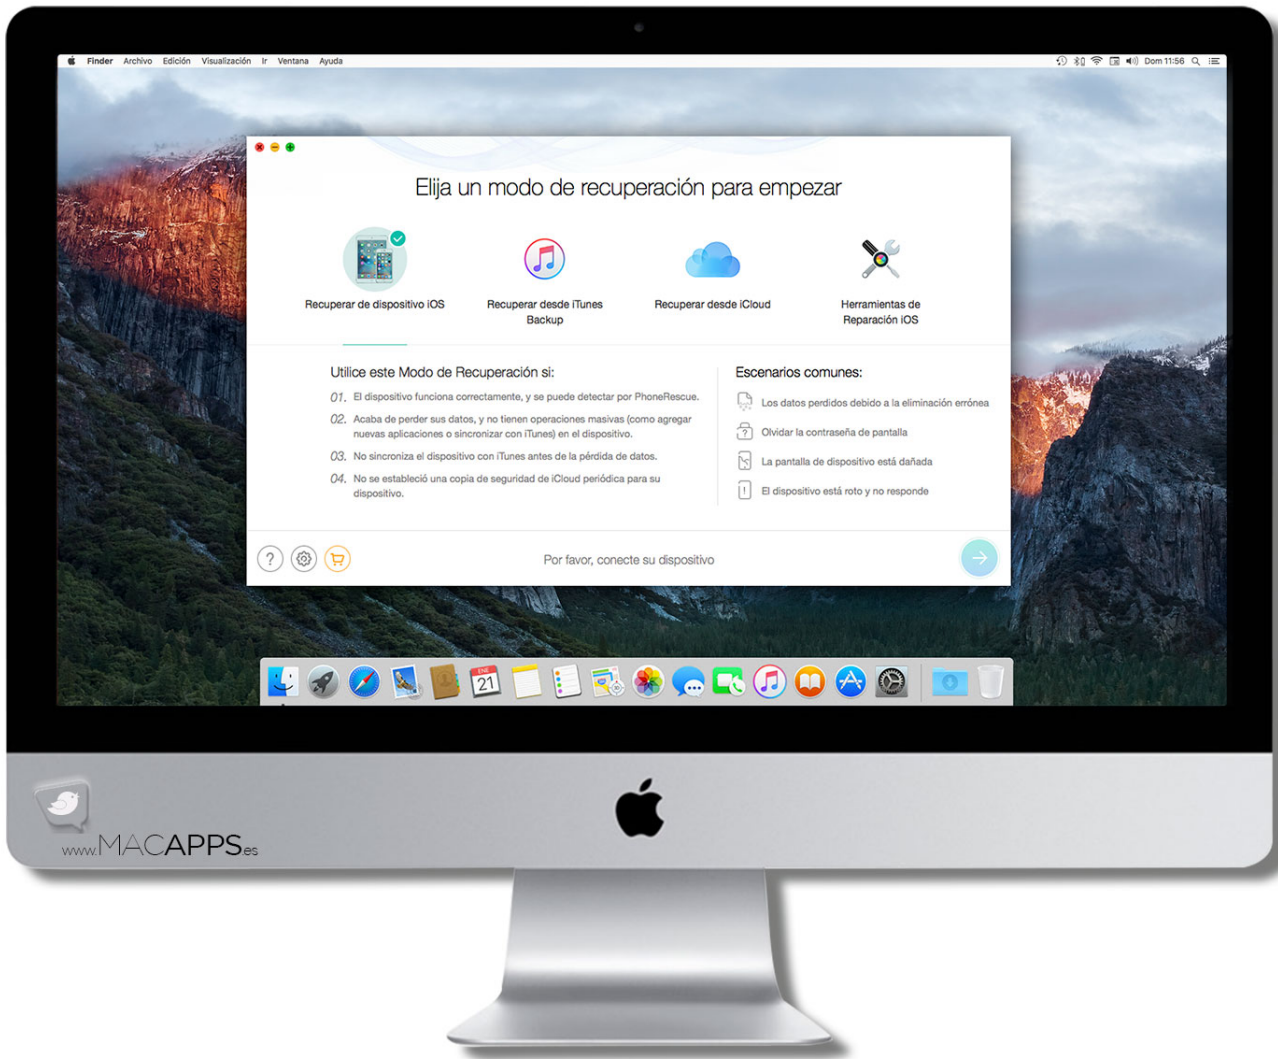 Finder Archivo Edición Visualización Ir Ventana Ayuda
Dom 11:56
Elija un modo de recuperación para empezar
Recuperar de dispositivo iOS
Recuperar desde iTunes
Backup
Recuperar desde iCloud
Herramientas de
Reparación iOS
Utilice este Modo de Recuperación si:
01. El dispositivo funciona correctamente, y se puede detectar por PhoneRescue.
02. Acaba de perder sus datos, y no tienen operaciones masivas (como agregar
nuevas aplicaciones o sincronizar con iTunes) en el dispositivo.
03. No sincroniza el dispositivo con iTunes antes de la pérdida de datos.
04. No se estableció una copia de seguridad de iCloud periódica para su
dispositivo.
Escenarios comunes:
Los datos perdidos debido a la eliminación errónea
Olvidar la contraseña de pantalla
La pantalla de dispositivo está dañada
El dispositivo está roto y no responde
?
Por favor, conecte su dispositivo
ENE
21
www.MACAPPS.es